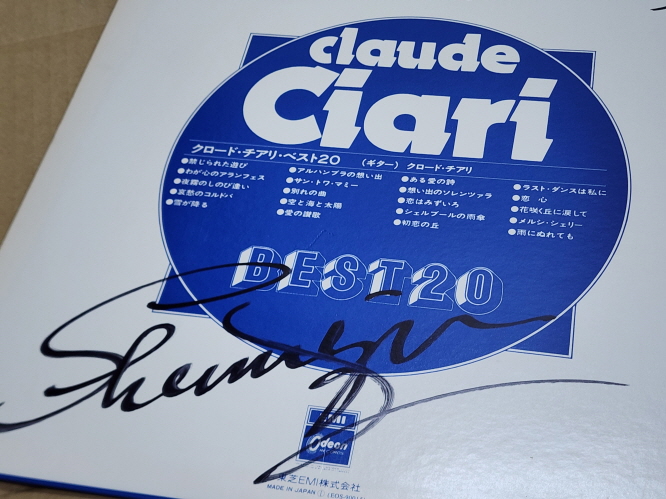 claude
Ciari
クロード・チアリ・ベスト20 (ギター) クロード・チアリ
●禁じられた遊び
●わが心のアランフェス
●夜霧のしのび逢い
●哀愁のコルドバ
●雪が降る
●アルハンブラの想い出
●サン・トワ・マミー
●別れの曲
●空と海と太陽
●愛の讃歌
●ある愛の詩
●想い出のソレンツァラ
●恋はみずいろ
●シェルブールの雨傘
●初恋の丘
●ラスト・ダンスは私に
●恋心
●花咲く丘に涙して
●メルシ・シェリー
●雨にぬれても
BEST20
EMI
Odeon
東芝EMI株式会社
MADE IN JAPAN